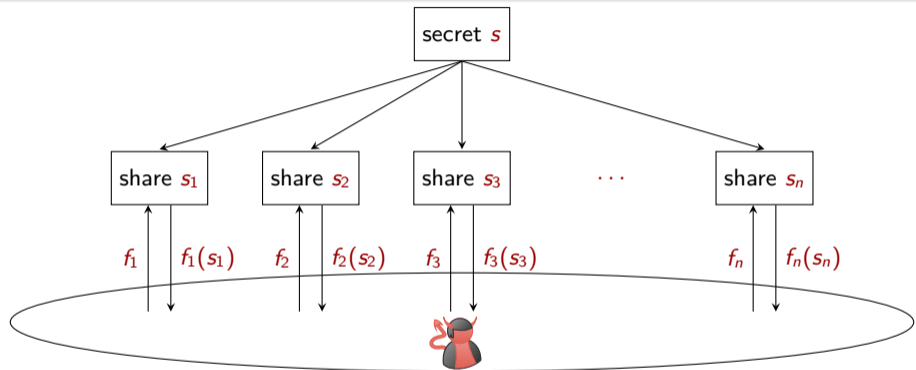 secret s
share s₁ share s₂ share s₃ ... share sₙ
f₁ f₁(s₁) f₂ f₂(s₂) f₃ f₃(s₃) fₙ fₙ(sₙ)